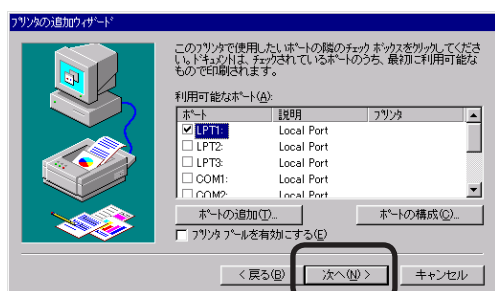 プリンタの追加ウィザード
このプリンタで使用したいポートの隣のチェック ボックスをクリックしてくださ
い。ドキュメントは、チェックされているポートのうち、最初に利用可能な
もので印刷されます。
利用可能なポート(A):
ポート 説明 プリンタ
LPT1: Local Port
LPT2: Local Port
LPT3: Local Port
COM1: Local Port
COM2: Local Port
ポートの追加(T)... ポートの構成(C)...
プリンタ プールを有効にする(E)
< 戻る(B) 次へ(N) > キャンセル